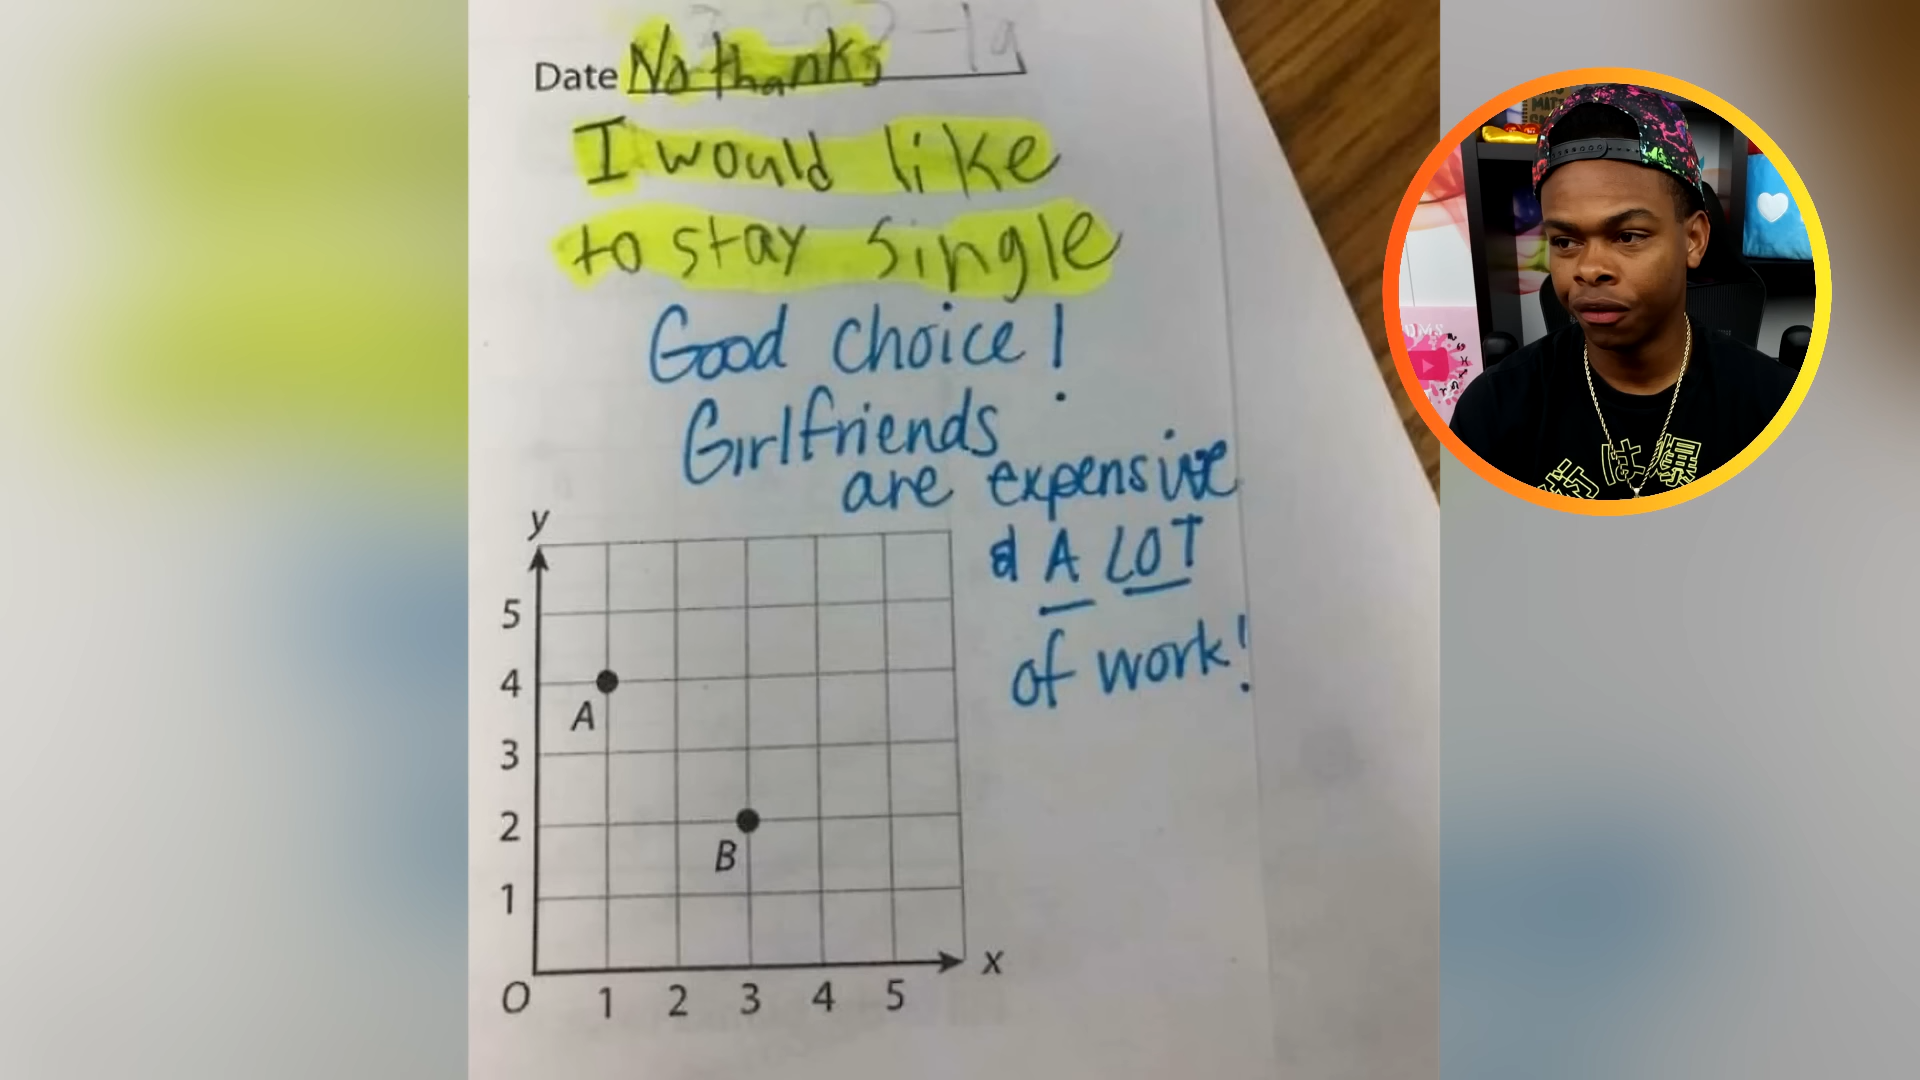 Date No thanks
I would like
to stay single
Good choice!
Girlfriends
are expensive
& A LOT
of work!
y
5
4
A
3
2
B
1
x
O 1 2 3 4 5